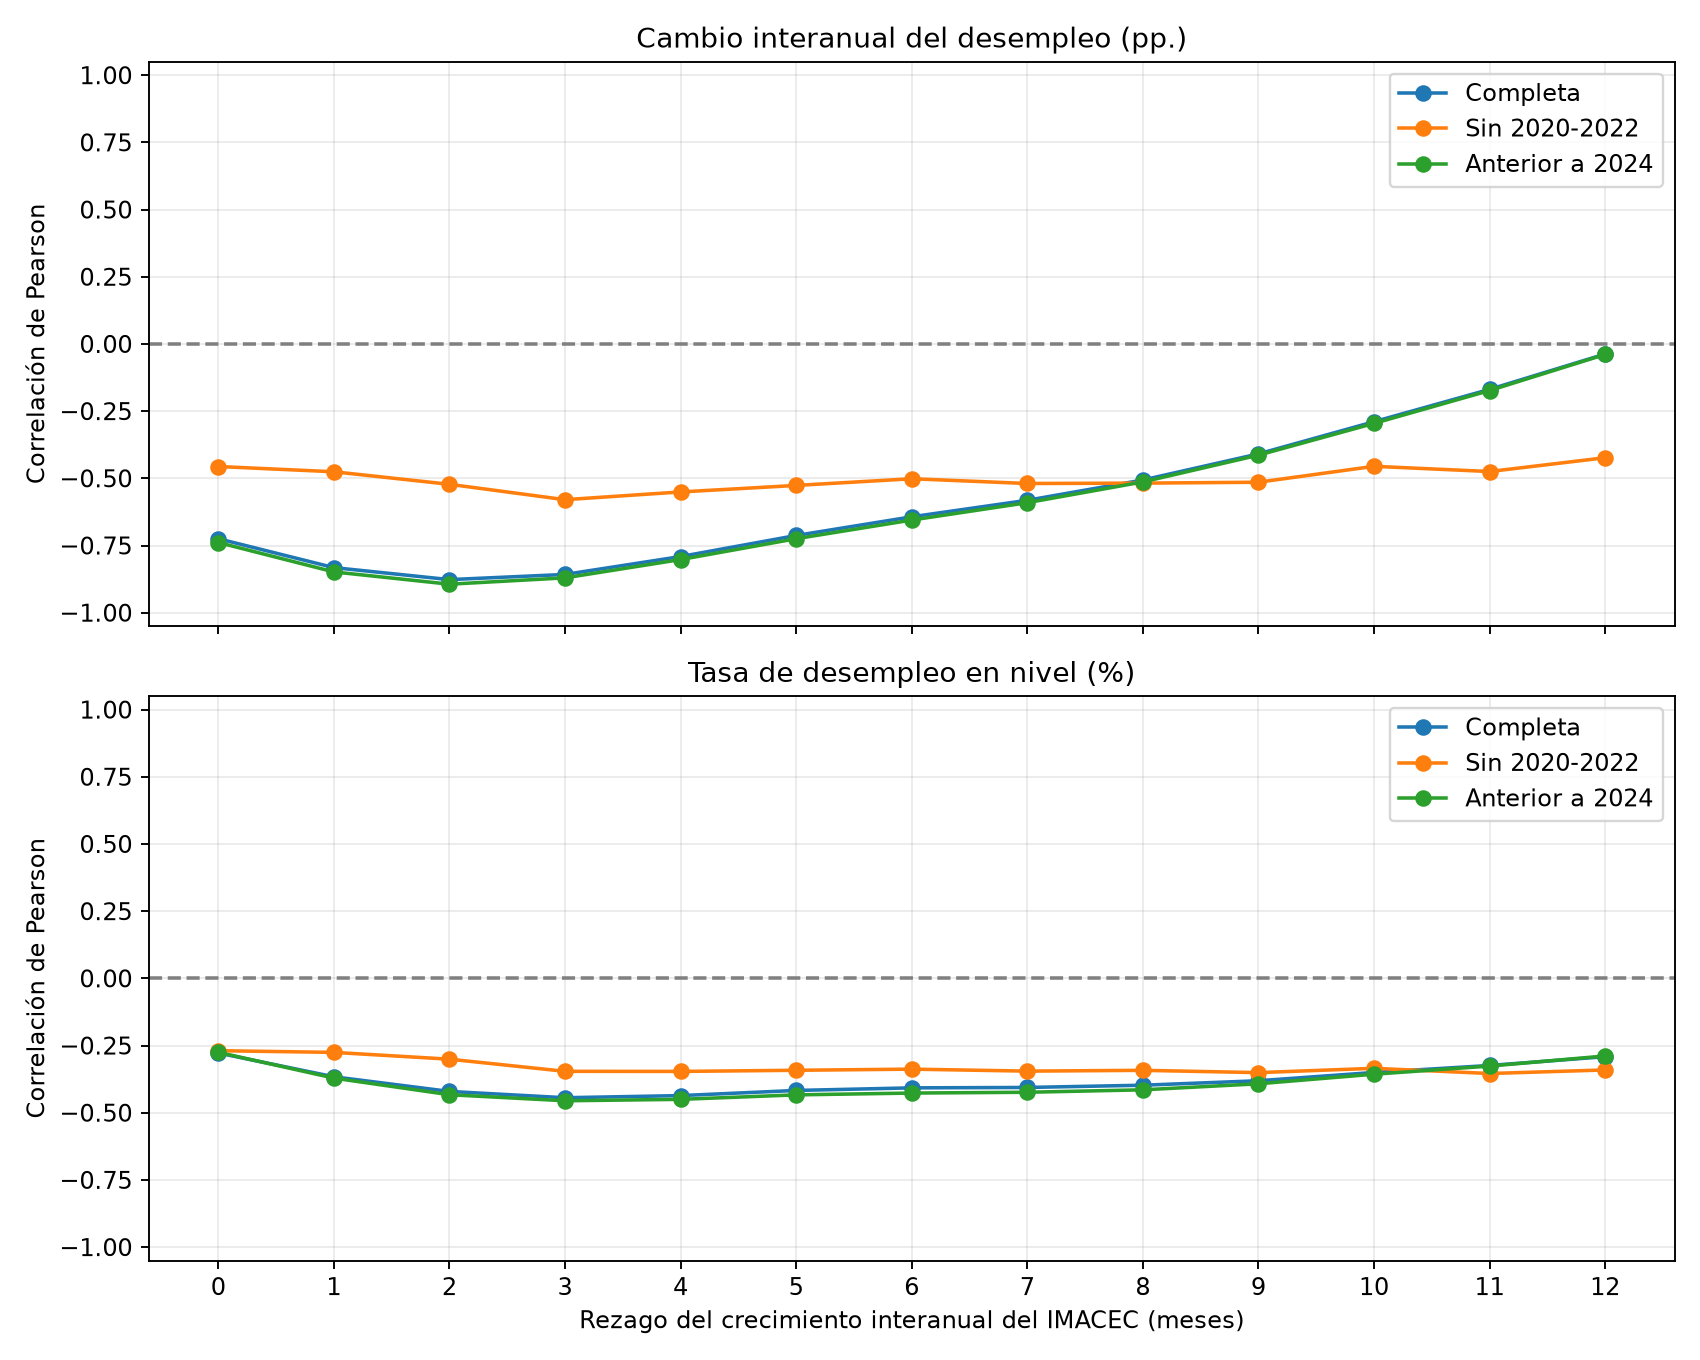 Cambio interanual del desempleo (pp.)
Correlación de Pearson
1.00
0.75
0.50
0.25
0.00
−0.25
−0.50
−0.75
−1.00
Completa
Sin 2020-2022
Anterior a 2024
Tasa de desempleo en nivel (%)
Correlación de Pearson
1.00
0.75
0.50
0.25
0.00
−0.25
−0.50
−0.75
−1.00
Completa
Sin 2020-2022
Anterior a 2024
0 1 2 3 4 5 6 7 8 9 10 11 12
Rezago del crecimiento interanual del IMACEC (meses)